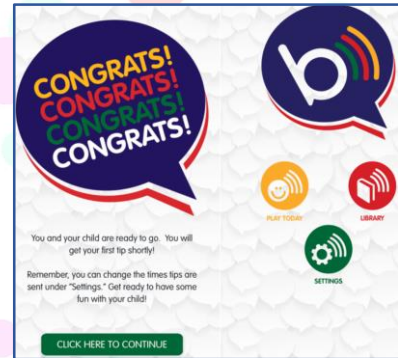 CONGRATS!
CONGRATS!
CONGRATS!
CONGRATS!
You and your child are ready to go. You will
get your first tip shortly!
Remember, you can change the times tips are
sent under "Settings." Get ready to have some
fun with your child!
CLICK HERE TO CONTINUE
b
PLAY TODAY
LIBRARY
SETTINGS